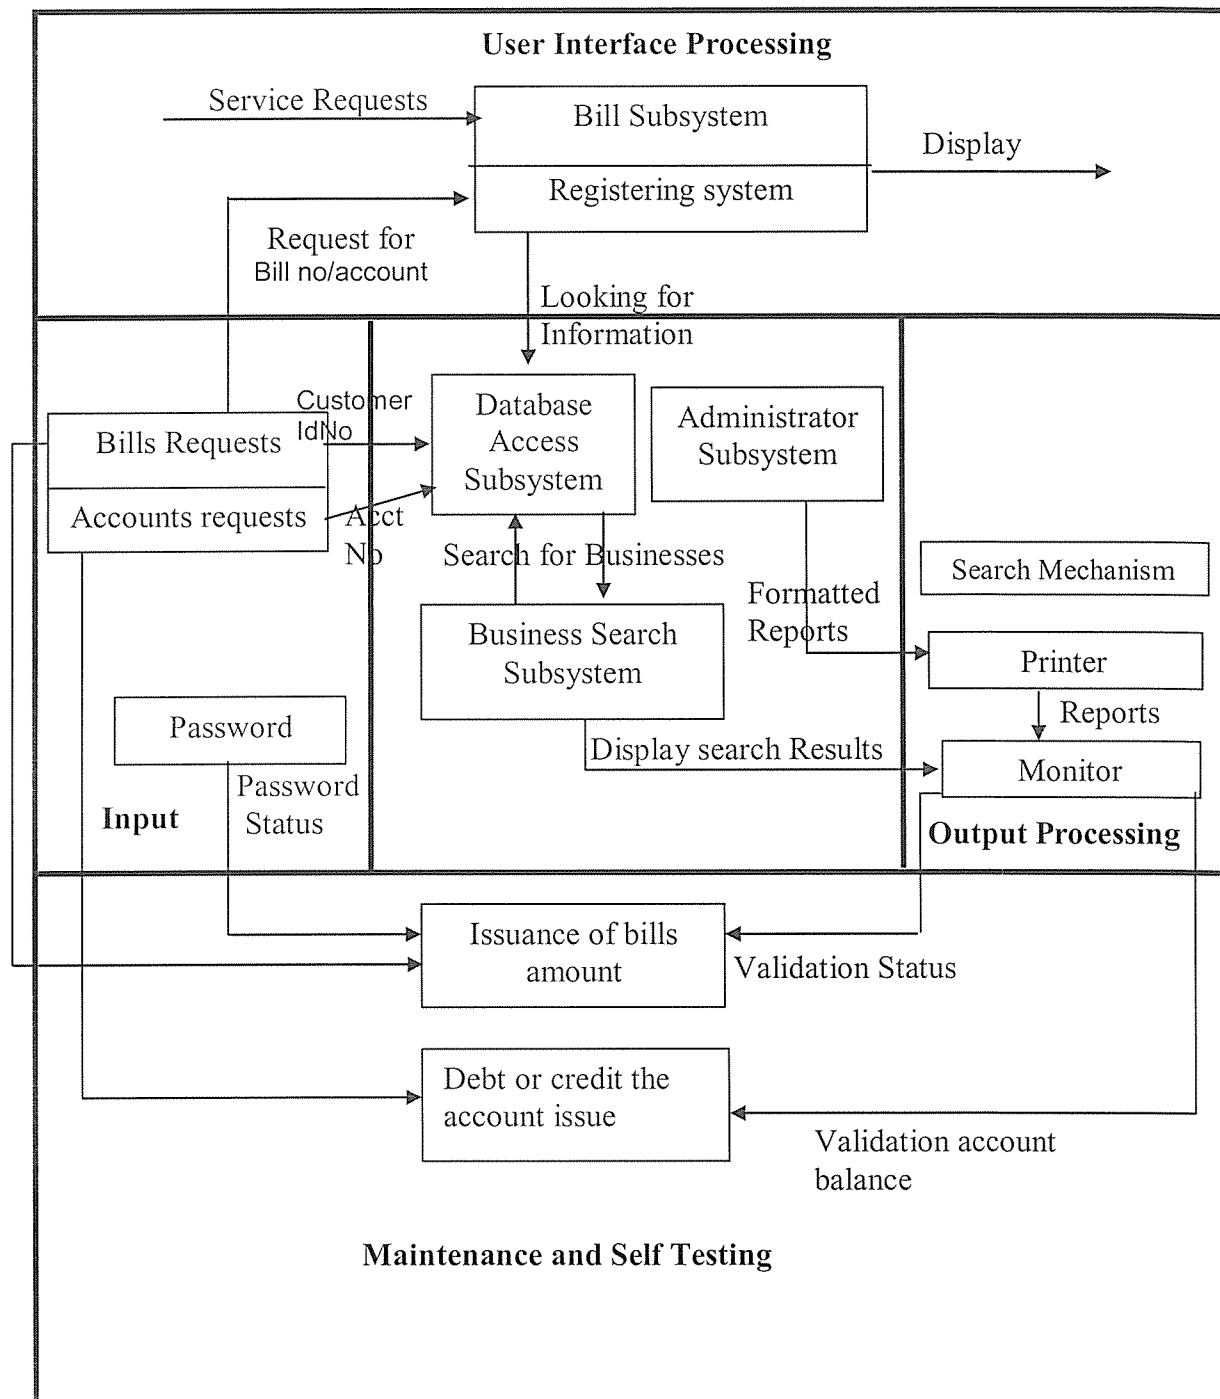 User Interface Processing
Service Requests
Bill Subsystem
Display
Registering system
Request for
Bill no/account
Looking for
Information
Customer
IdNo
Bills Requests
Accounts requests
Acct
No
Database
Access
Subsystem
Administrator
Subsystem
Search for Businesses
Search Mechanism
Formatted
Reports
Business Search
Subsystem
Printer
Reports
Password
Display search Results
Monitor
Password
Status
Input
Output Processing
Issuance of bills
amount
Validation Status
Debt or credit the
account issue
Validation account
balance
Maintenance and Self Testing